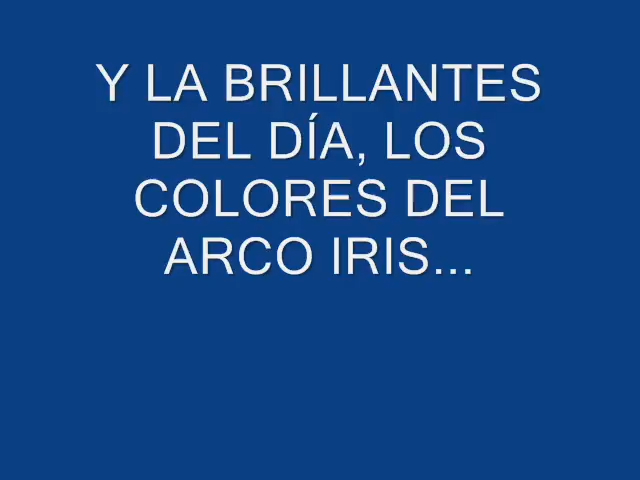 Y LA BRILLANTES
DEL DÍA, LOS
COLORES DEL
ARCO IRIS...